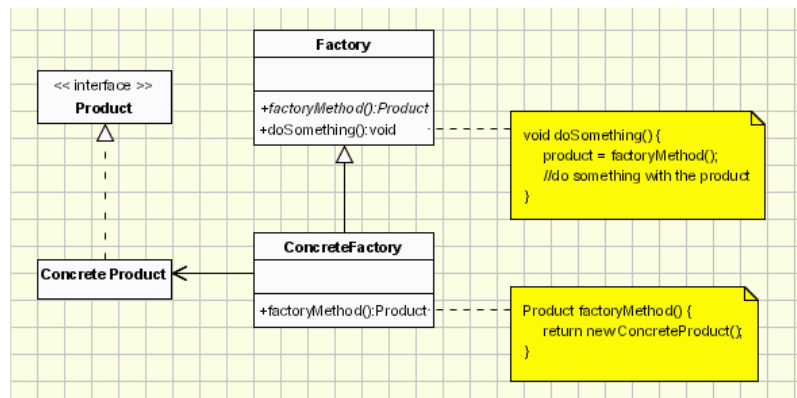 Factory
+factoryMethod():Product
+doSomething():void
<< interface >>
Product
void doSomething() {
product = factoryMethod();
//do something with the product
}
ConcreteFactory
+factoryMethod():Product
Concrete Product
Product factoryMethod() {
return new ConcreteProduct();
}